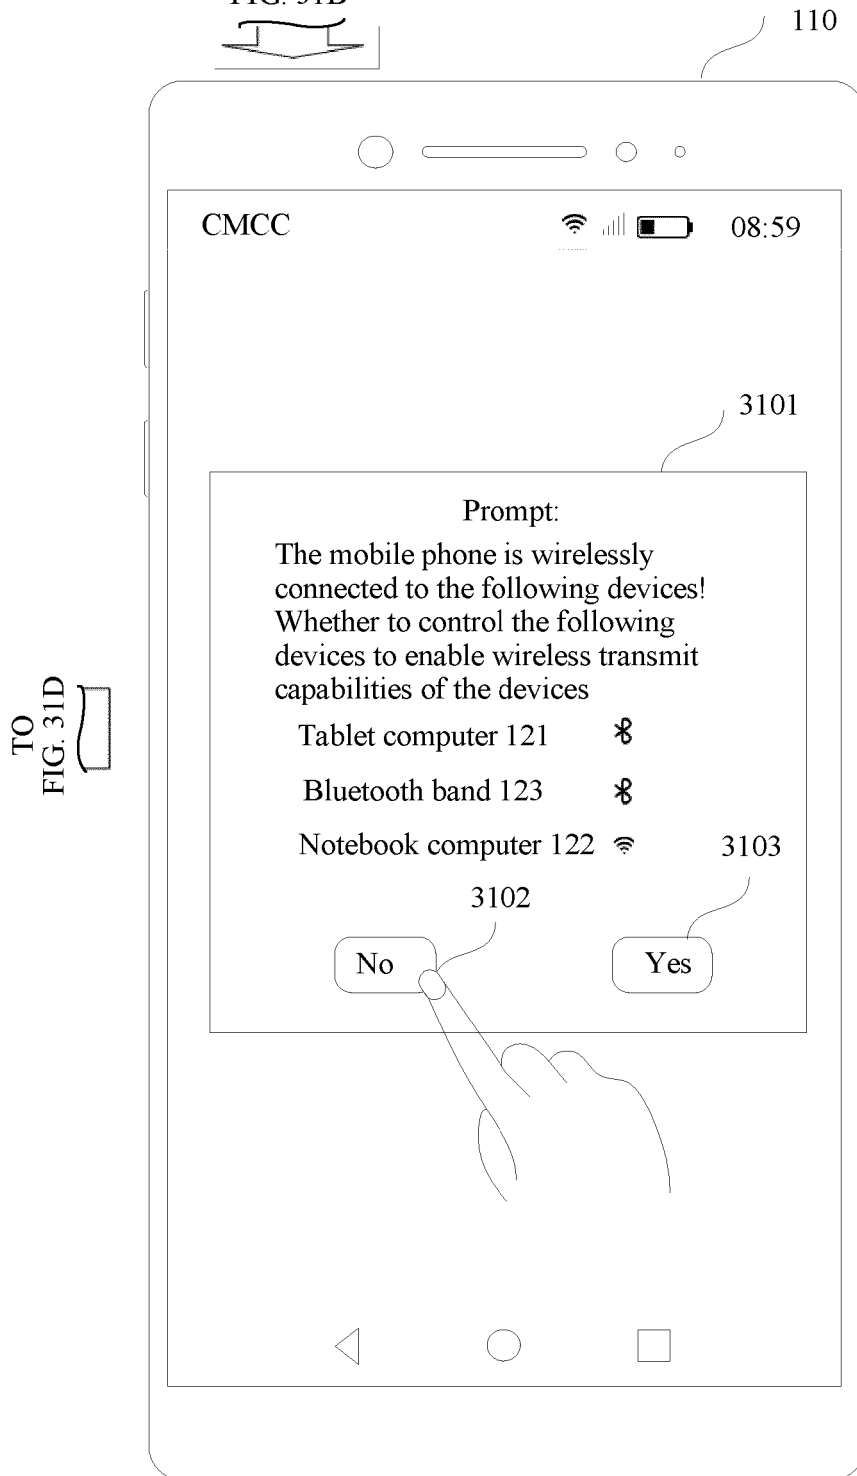 FIG. 31B
110
CMCC 08:59
3101
Prompt:
The mobile phone is wirelessly
connected to the following devices!
Whether to control the following
devices to enable wireless transmit
capabilities of the devices
Tablet computer 121
Bluetooth band 123
Notebook computer 122
3103
3102
No
Yes
TO
FIG. 31D